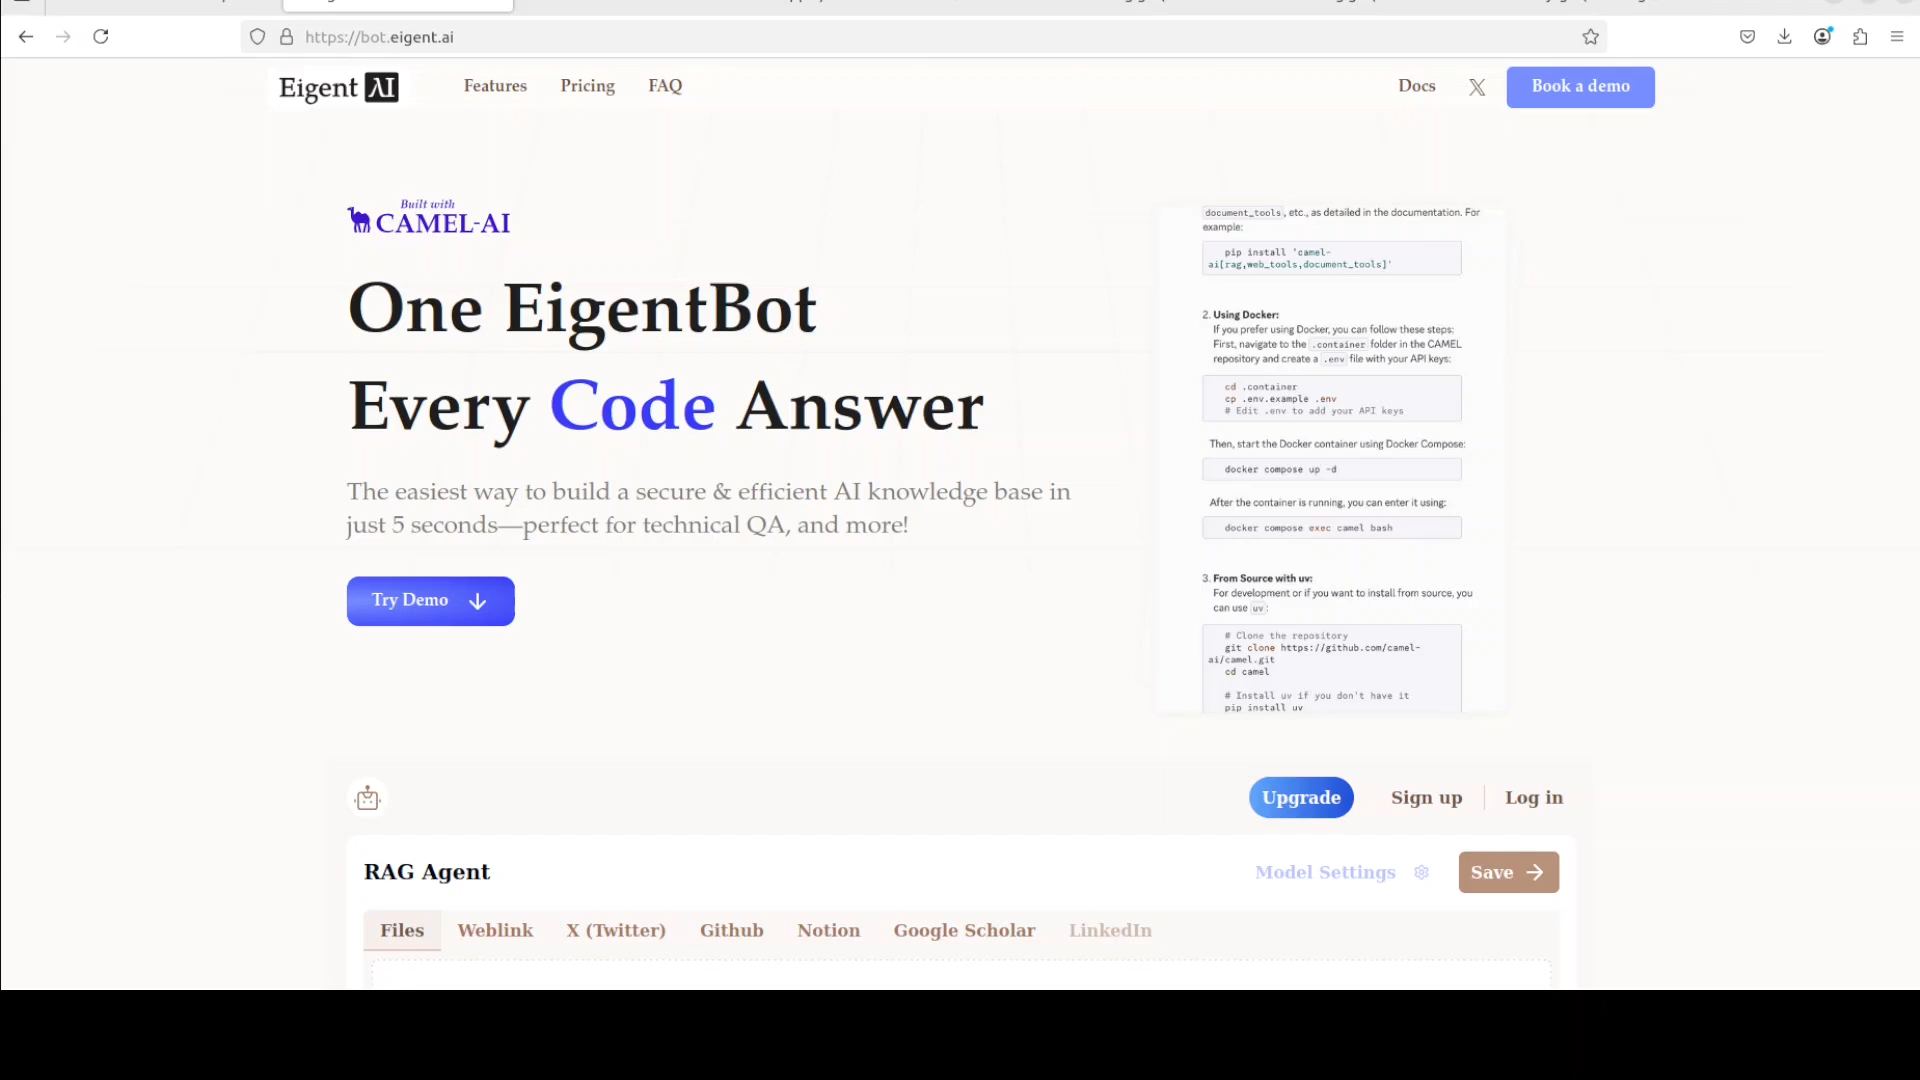 https://bot.eigent.ai
Eigent AI
Features
Pricing
FAQ
Docs
Book a demo
Built with
CAMEL-AI
One EigentBot
Every Code Answer
The easiest way to build a secure & efficient AI knowledge base in
just 5 seconds—perfect for technical QA, and more!
Try Demo
document_tools, etc., as detailed in the documentation. For
example:
pip install 'camel-
ai[rag,web_tools,document_tools]'
2. Using Docker:
If you prefer using Docker, you can follow these steps:
First, navigate to the .container folder in the CAMEL
repository and create a .env file with your API keys:
cd .container
cp .env.example .env
# Edit .env to add your API keys
Then, start the Docker container using Docker Compose:
docker compose up -d
After the container is running, you can enter it using:
docker compose exec camel bash
3. From Source with uv:
For development or if you want to install from source, you
can use uv:
# Clone the repository
git clone https://github.com/camel-
ai/camel.git
cd camel
# Install uv if you don't have it
pip install uv
Upgrade
Sign up
Log in
RAG Agent
Model Settings
Save
Files
Weblink
X (Twitter)
Github
Notion
Google Scholar
LinkedIn